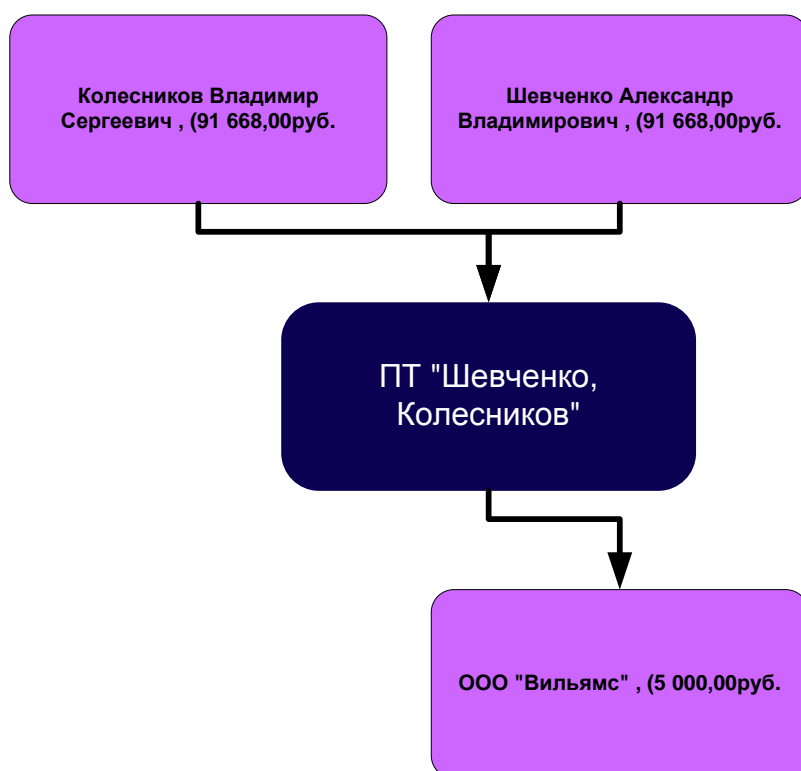 Колесников Владимир
Сергеевич , (91 668,00руб.
Шевченко Александр
Владимирович , (91 668,00руб.
ПТ "Шевченко,
Колесников"
ООО "Вильямс" , (5 000,00руб.